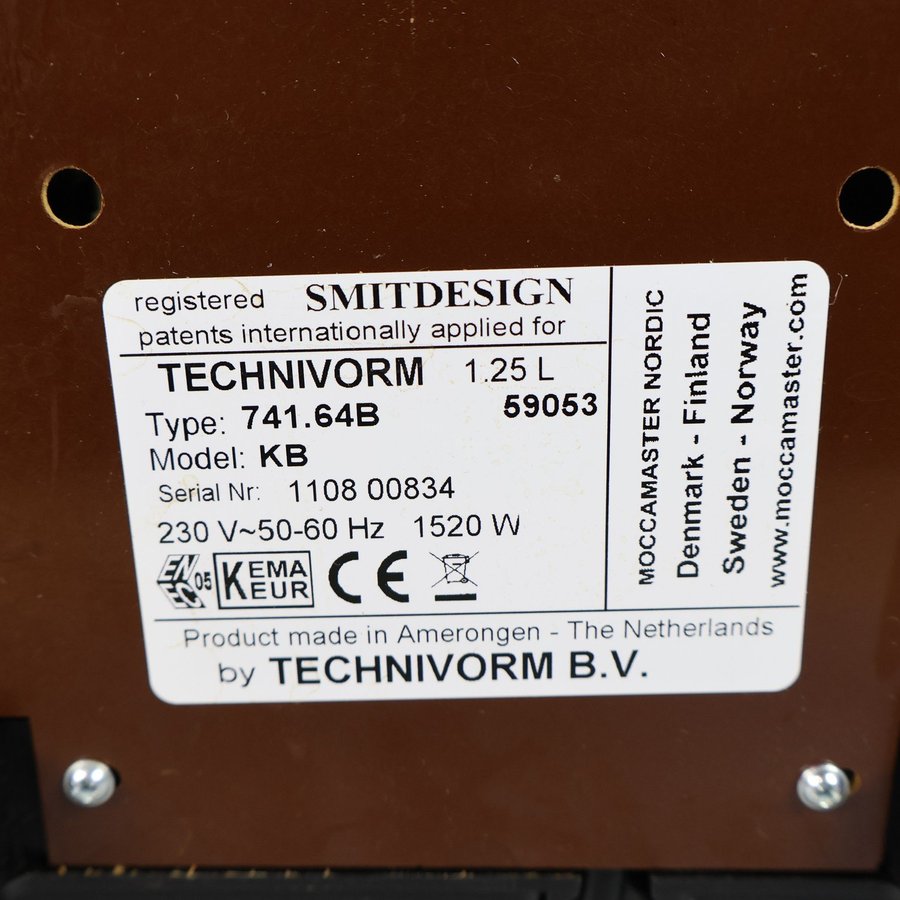 registered SMITDESIGN
patents internationally applied for
TECHNIVORM 1.25 L
Type: 741.64B 59053
Model: KB
Serial Nr: 1108 00834
230 V~50-60 Hz 1520 W
ENEC 05 KEMA EUR CE
MOCCAMASTER NORDIC
Denmark - Finland
Sweden - Norway
www.moccamaster.com
Product made in Amerongen - The Netherlands
by TECHNIVORM B.V.